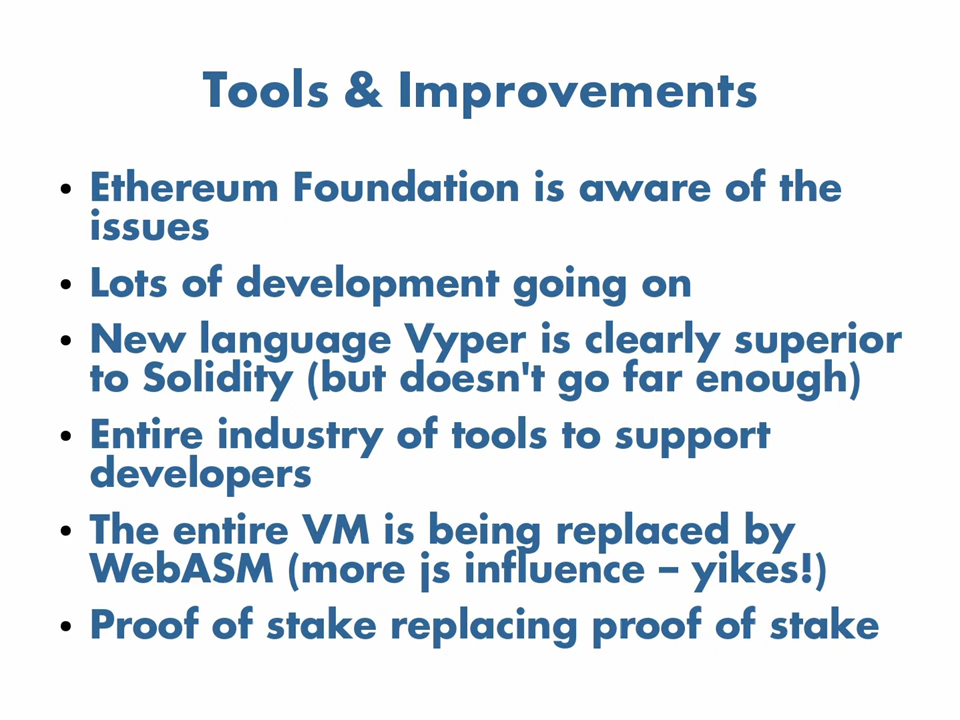 Tools & Improvements
• Ethereum Foundation is aware of the
issues
• Lots of development going on
• New language Vyper is clearly superior
to Solidity (but doesn't go far enough)
• Entire industry of tools to support
developers
• The entire VM is being replaced by
WebASM (more js influence – yikes!)
• Proof of stake replacing proof of stake